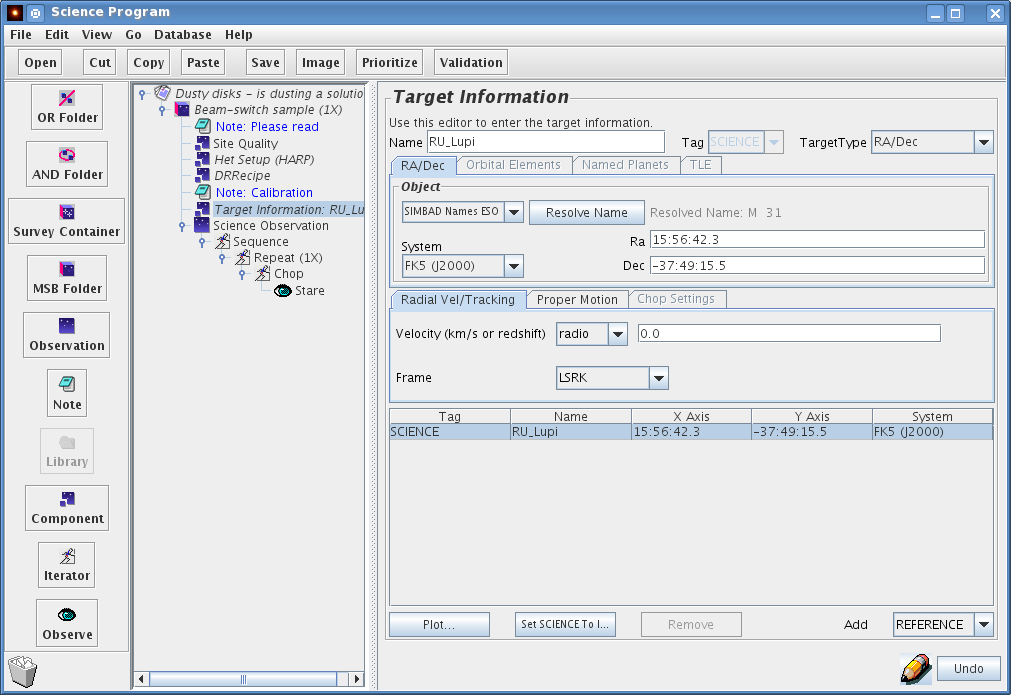 Science Program
File Edit View Go Database Help
Open Cut Copy Paste Save Image Prioritize Validation
OR Folder
AND Folder
Survey Container
MSB Folder
Observation
Note
Library
Component
Iterator
Observe
Dusty disks - is dusting a solutio
Beam-switch sample (1X)
Note: Please read
Site Quality
Het Setup (HARP)
DRRecipe
Note: Calibration
Target Information: RU_Lu
Science Observation
Sequence
Repeat (1X)
Chop
Stare
Target Information
Use this editor to enter the target information.
Name RU_Lupi Tag SCIENCE TargetType RA/Dec
RA/Dec Orbital Elements Named Planets TLE
Object
SIMBAD Names ESO Resolve Name Resolved Name: M 31
Ra 15:56:42.3
System
FK5 (J2000) Dec -37:49:15.5
Radial Vel/Tracking Proper Motion Chop Settings
Velocity (km/s or redshift) radio 0.0
Frame LSRK
Tag Name X Axis Y Axis System
SCIENCE RU_Lupi 15:56:42.3 -37:49:15.5 FK5 (J2000)
Plot... Set SCIENCE To I... Remove Add REFERENCE
Undo